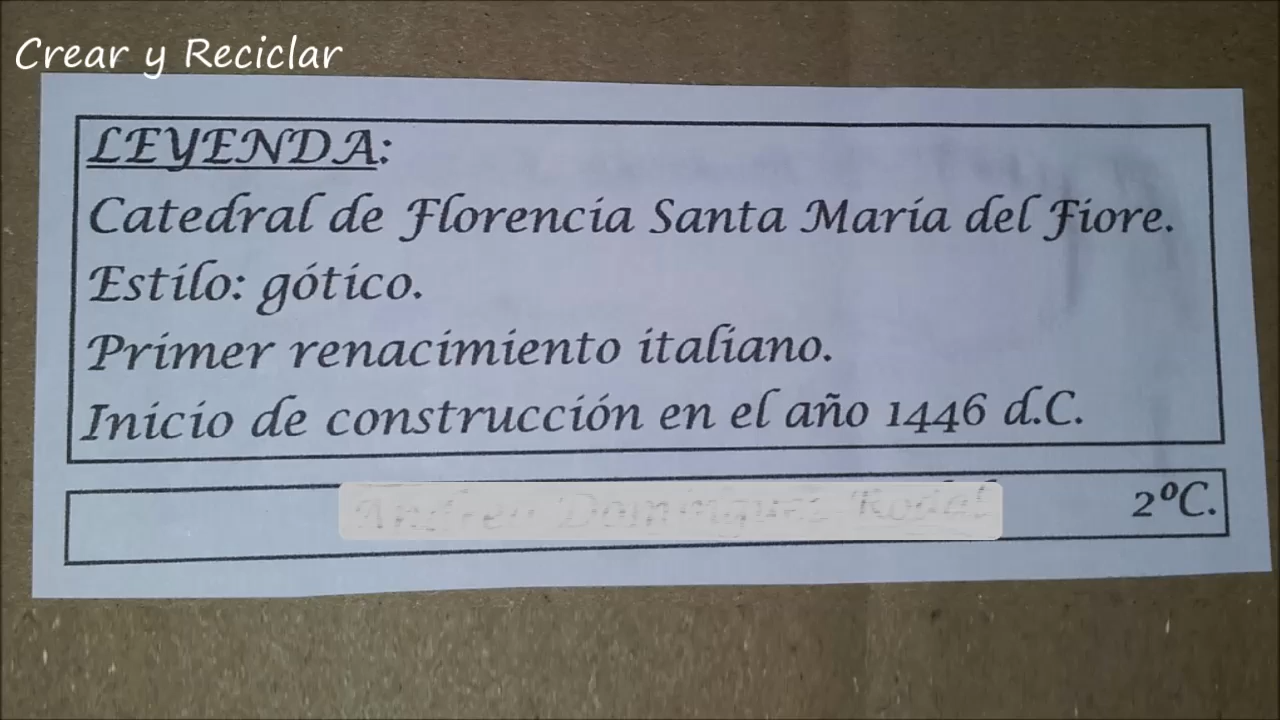 Crear y Reciclar
LEYENDA:
Catedral de Florencia Santa María del Fiore.
Estilo: gótico.
Primer renacimiento italiano.
Inicio de construcción en el año 1446 d.C.
2ºC.